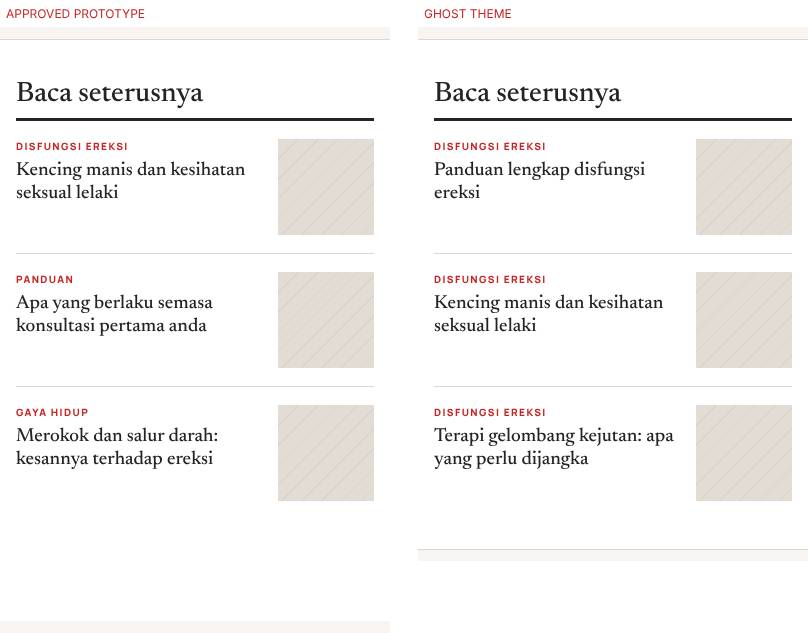 APPROVED PROTOTYPE
Baca seterusnya
DISFUNGSI EREKSI
Kencing manis dan kesihatan
seksual lelaki
PANDUAN
Apa yang berlaku semasa
konsultasi pertama anda
GAYA HIDUP
Merokok dan salur darah:
kesannya terhadap ereksi
GHOST THEME
Baca seterusnya
DISFUNGSI EREKSI
Panduan lengkap disfungsi
ereksi
DISFUNGSI EREKSI
Kencing manis dan kesihatan
seksual lelaki
DISFUNGSI EREKSI
Terapi gelombang kejutan: apa
yang perlu dijangka